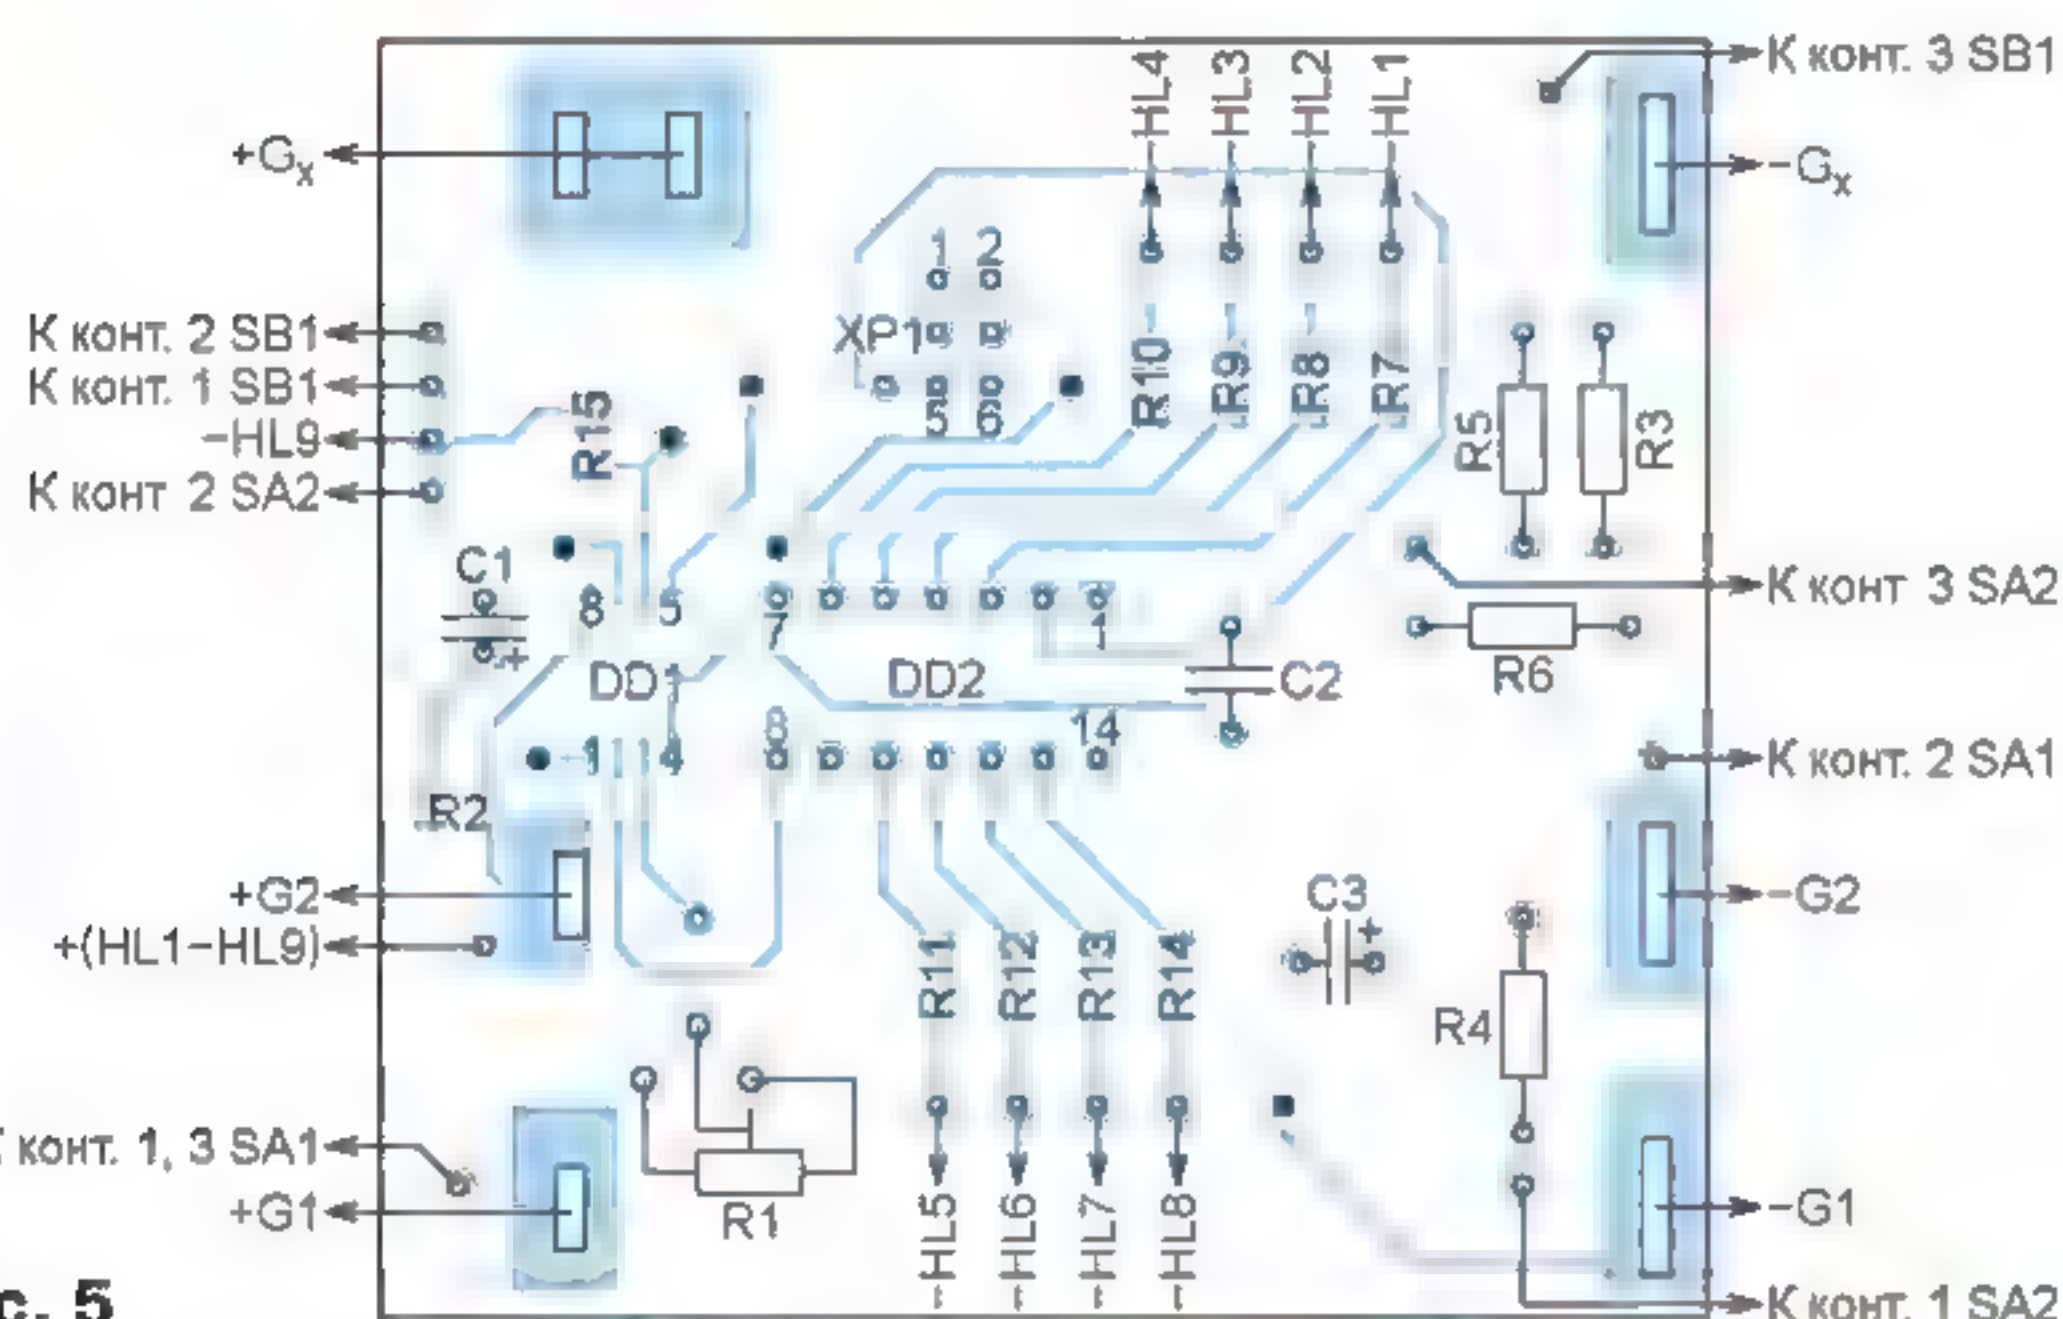 К конт. 3 SB1
HL4
HL3
HL2
HL1
+Gx
−Gx
1 2
К конт. 2 SB1
XP1
К конт. 1 SB1
R15
5 6
R10
R9
R8
R7
R5
R3
−HL9
К конт 2 SA2
C1
8 5
7 1
К конт 3 SA2
+
DD1
DD2
C2
R6
8 14
1 4
К конт. 2 SA1
R2
+G2
C3
−G2
+
+(HL1−HL9)
R11
R12
R13
R14
R4
конт. 1, 3 SA1
+G1
R1
−HL5
−HL6
−HL7
−HL8
−G1
с. 5
К конт. 1 SA2